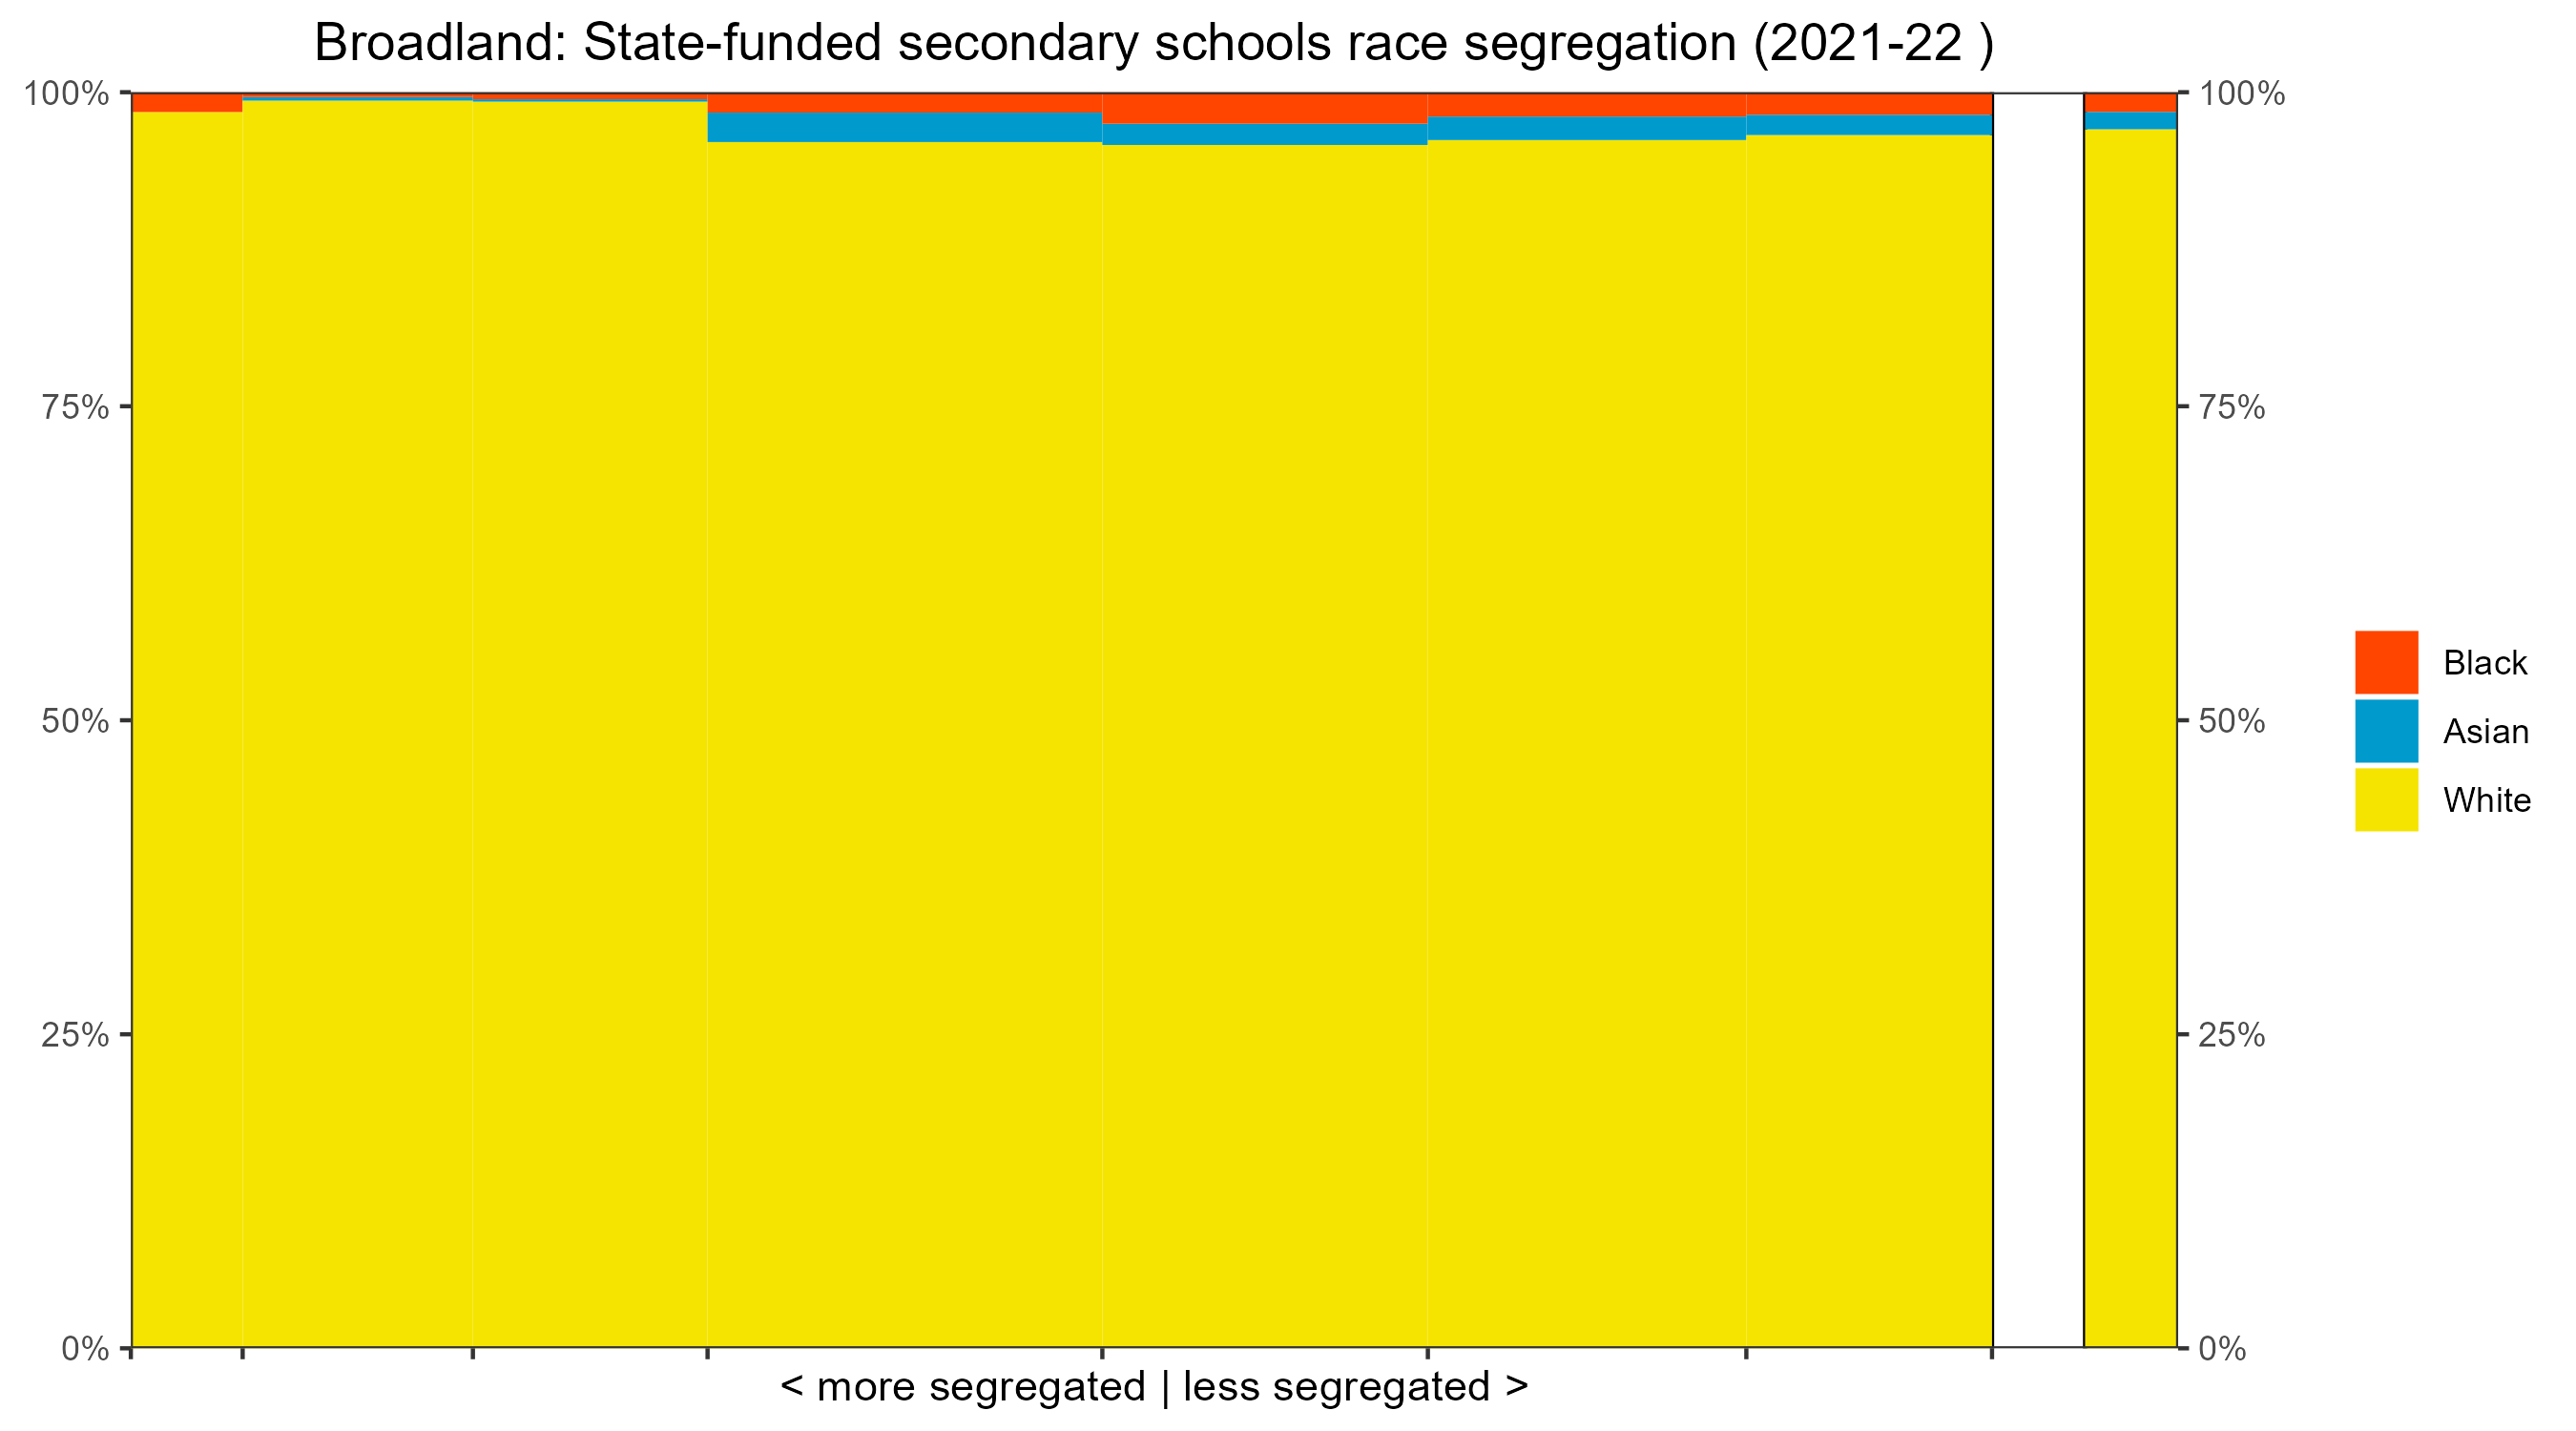 Broadland: State-funded secondary schools race segregation (2021-22 )
100%
75%
50%
25%
0%
100%
75%
50%
25%
0%
Black
Asian
White
< more segregated | less segregated >